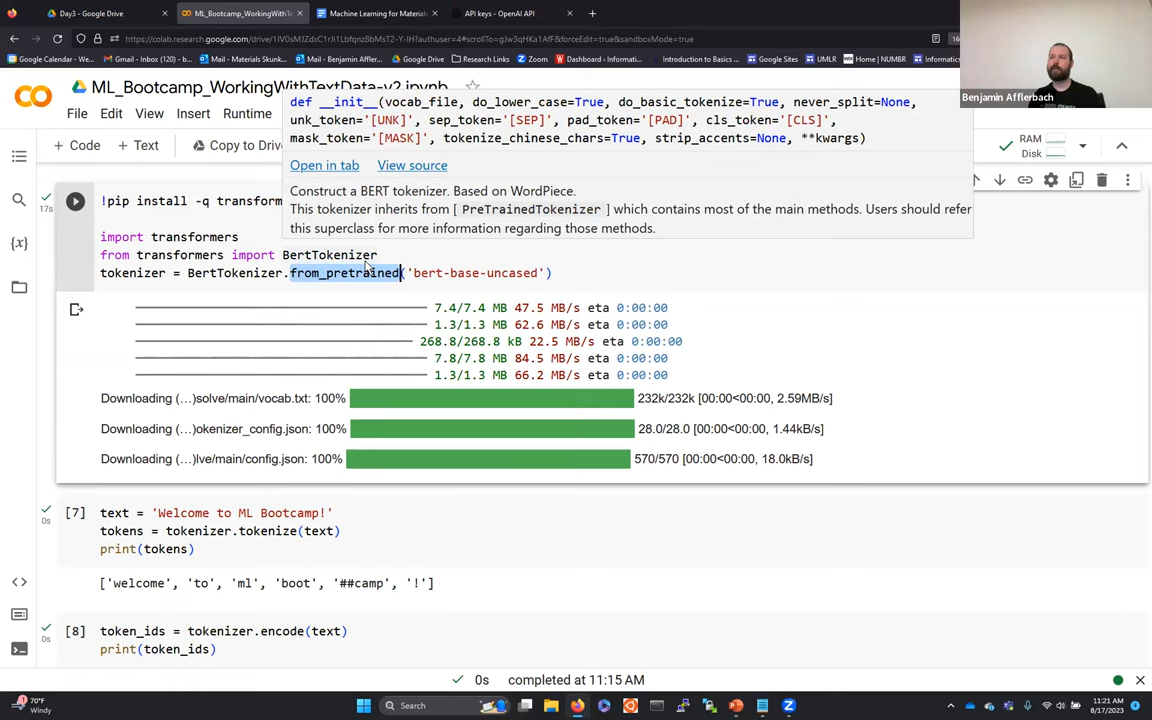 Day3 - Google Drive
ML_Bootcamp_WorkingWithTextD
Machine Learning for Materials
API keys - OpenAI API
https://colab.research.google.com/drive/1IV0sMJZdxC1rJi1Lbfqnz8bMsT2-Y-IH?authuser=4#scrollTo=gJw3qHKa1AfF&forceEdit=true&sandboxMode=true
Google Calendar - We...
Gmail - Inbox (120) - b...
Mail - Materials Skunk...
Mail - Benjamin Afflerb...
Google Drive
Research Links
Zoom
Dashboard - Informati...
Introduction to Basics ...
Google Sites
UMLR
Home | NUMBR
Informatics
Benjamin Afflerbach
ML_Bootcamp_WorkingWithTextData-v2.ipynb
File Edit View Insert Runtime
+ Code + Text Copy to Drive
RAM
Disk
def __init__(vocab_file, do_lower_case=True, do_basic_tokenize=True, never_split=None,
unk_token='[UNK]', sep_token='[SEP]', pad_token='[PAD]', cls_token='[CLS]',
mask_token='[MASK]', tokenize_chinese_chars=True, strip_accents=None, **kwargs)
Open in tab View source
Construct a BERT tokenizer. Based on WordPiece.
This tokenizer inherits from [ PreTrainedTokenizer ] which contains most of the main methods. Users should refer
this superclass for more information regarding those methods.
17s
!pip install -q transform
import transformers
from transformers import BertTokenizer
tokenizer = BertTokenizer.from_pretrained('bert-base-uncased')
7.4/7.4 MB 47.5 MB/s eta 0:00:00
1.3/1.3 MB 62.6 MB/s eta 0:00:00
268.8/268.8 kB 22.5 MB/s eta 0:00:00
7.8/7.8 MB 84.5 MB/s eta 0:00:00
1.3/1.3 MB 66.2 MB/s eta 0:00:00
Downloading (…)solve/main/vocab.txt: 100% 232k/232k [00:00<00:00, 2.59MB/s]
Downloading (…)okenizer_config.json: 100% 28.0/28.0 [00:00<00:00, 1.44kB/s]
Downloading (…)lve/main/config.json: 100% 570/570 [00:00<00:00, 18.0kB/s]
0s
[7] text = 'Welcome to ML Bootcamp!'
tokens = tokenizer.tokenize(text)
print(tokens)
['welcome', 'to', 'ml', 'boot', '##camp', '!']
0s
[8] token_ids = tokenizer.encode(text)
print(token_ids)
0s completed at 11:15 AM
70°F
Windy
Search
11:21 AM
8/17/2023